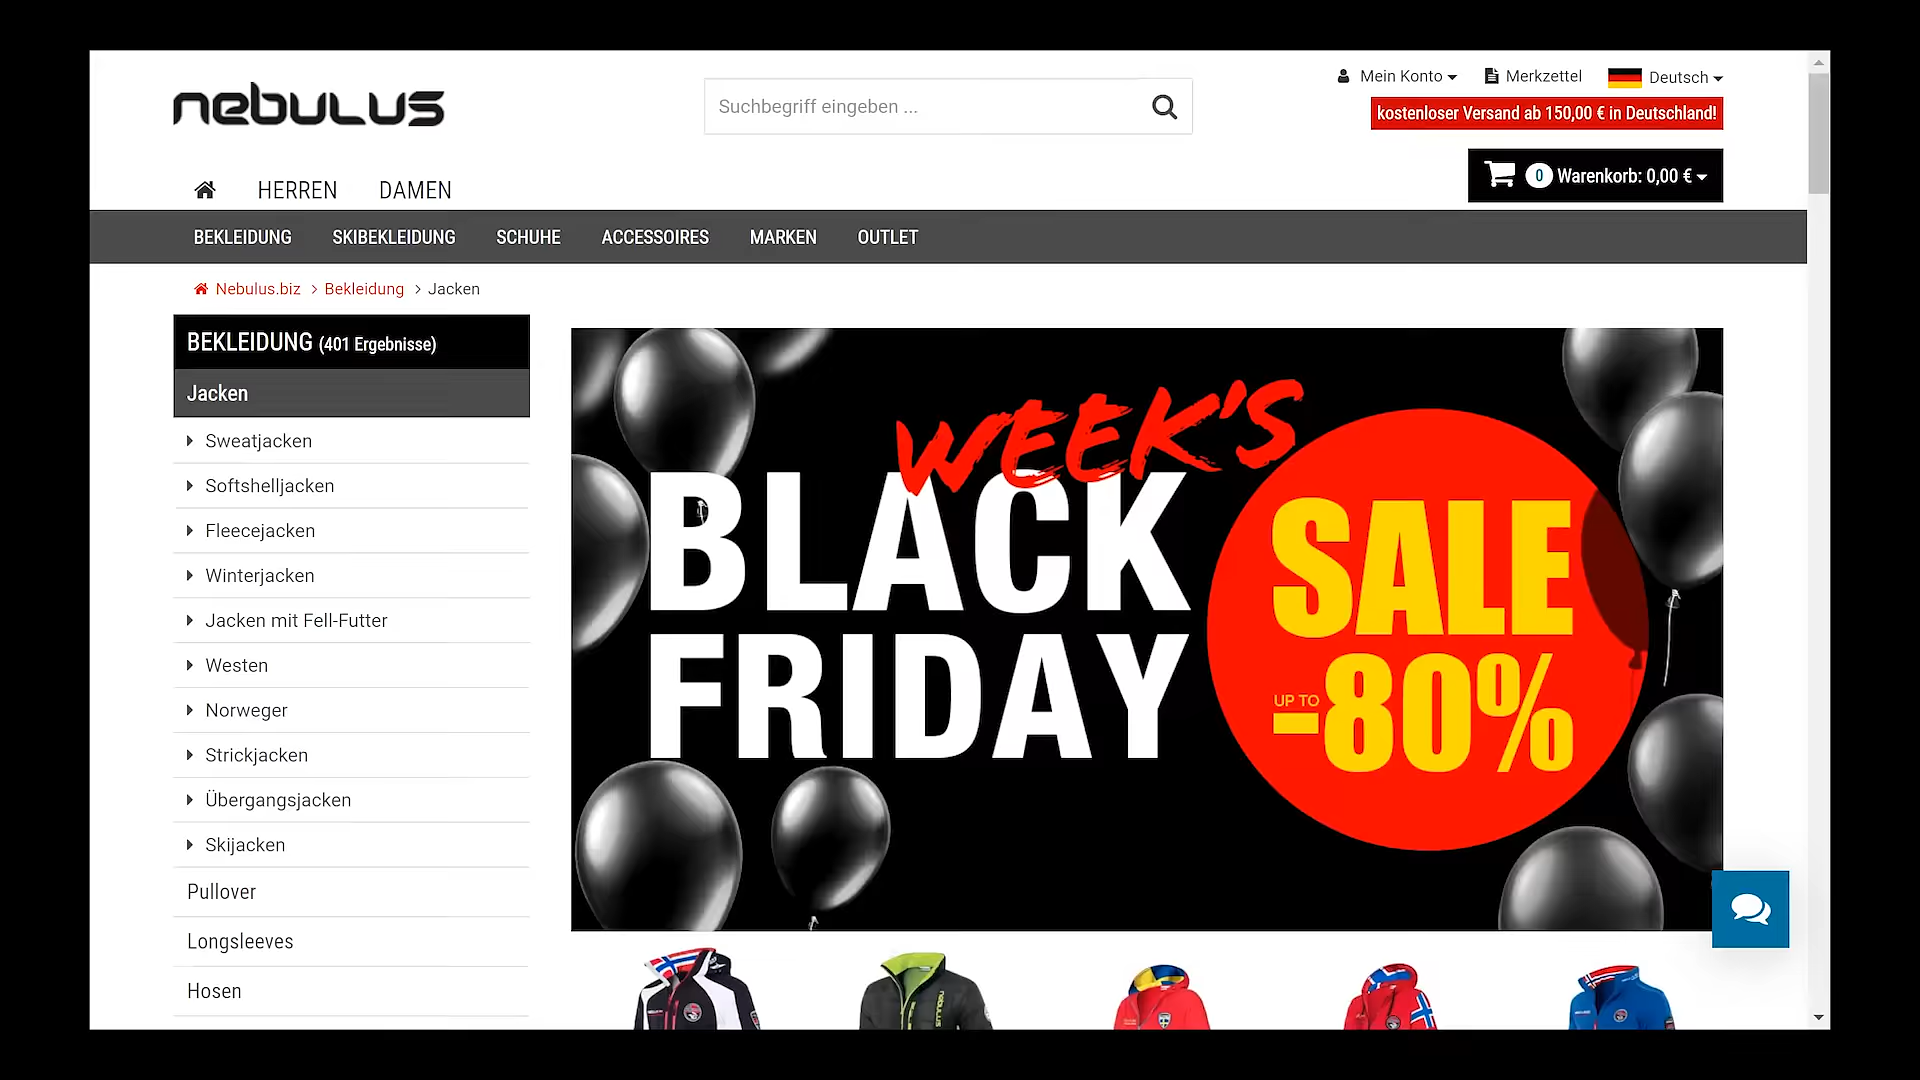 nebulus
Suchbegriff eingeben ...
Mein Konto
Merkzettel
Deutsch
kostenloser Versand ab 150,00 € in Deutschland!
0 Warenkorb: 0,00 €
HERREN DAMEN
BEKLEIDUNG SKIBEKLEIDUNG SCHUHE ACCESSOIRES MARKEN OUTLET
Nebulus.biz > Bekleidung > Jacken
BEKLEIDUNG (401 Ergebnisse)
Jacken
Sweatjacken
Softshelljacken
Fleecejacken
Winterjacken
Jacken mit Fell-Futter
Westen
Norweger
Strickjacken
Übergangsjacken
Skijacken
Pullover
Longsleeves
Hosen
WEEK'S
BLACK
FRIDAY
SALE
UP TO
-80%
nebulus